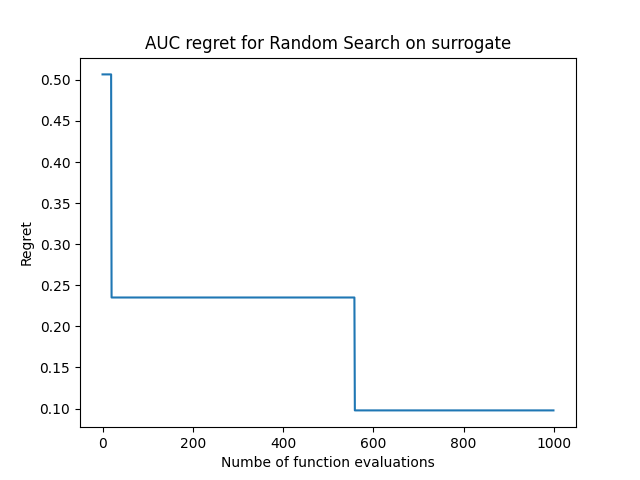 AUC regret for Random Search on surrogate
0.50
0.45
0.40
0.35
0.30
0.25
0.20
0.15
0.10
Regret
0 200 400 600 800 1000
Numbe of function evaluations